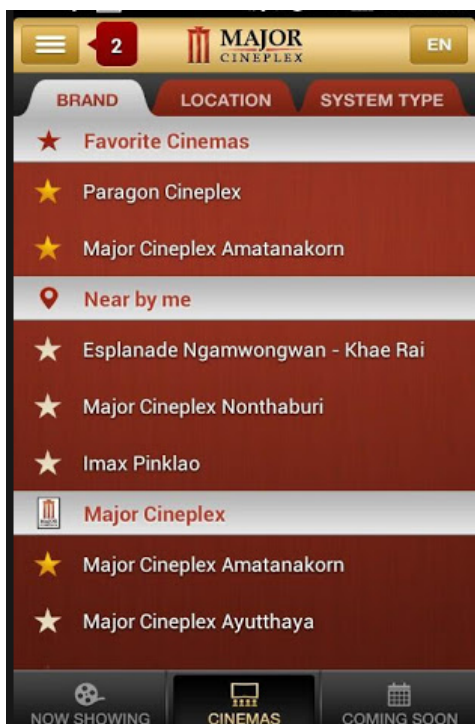 2
MAJOR
CINEPLEX
EN
BRAND
LOCATION
SYSTEM TYPE
Favorite Cinemas
Paragon Cineplex
Major Cineplex Amatanakorn
Near by me
Esplanade Ngamwongwan - Khae Rai
Major Cineplex Nonthaburi
Imax Pinklao
MAJOR
CINEPLEX
Major Cineplex
Major Cineplex Amatanakorn
Major Cineplex Ayutthaya
NOW SHOWING
CINEMAS
COMING SOON